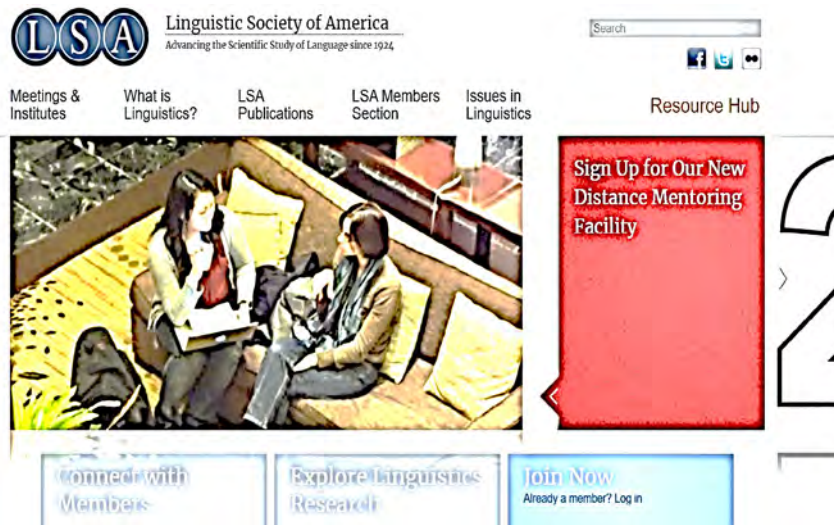 LSA
Linguistic Society of America
Advancing the Scientific Study of Language since 1924
Search
Meetings &
Institutes
What is
Linguistics?
LSA
Publications
LSA Members
Section
Issues in
Linguistics
Resource Hub
Sign Up for Our New
Distance Mentoring
Facility
2
Connect with
Members
Explore Linguistics
Research
Join Now
Already a member? Log in